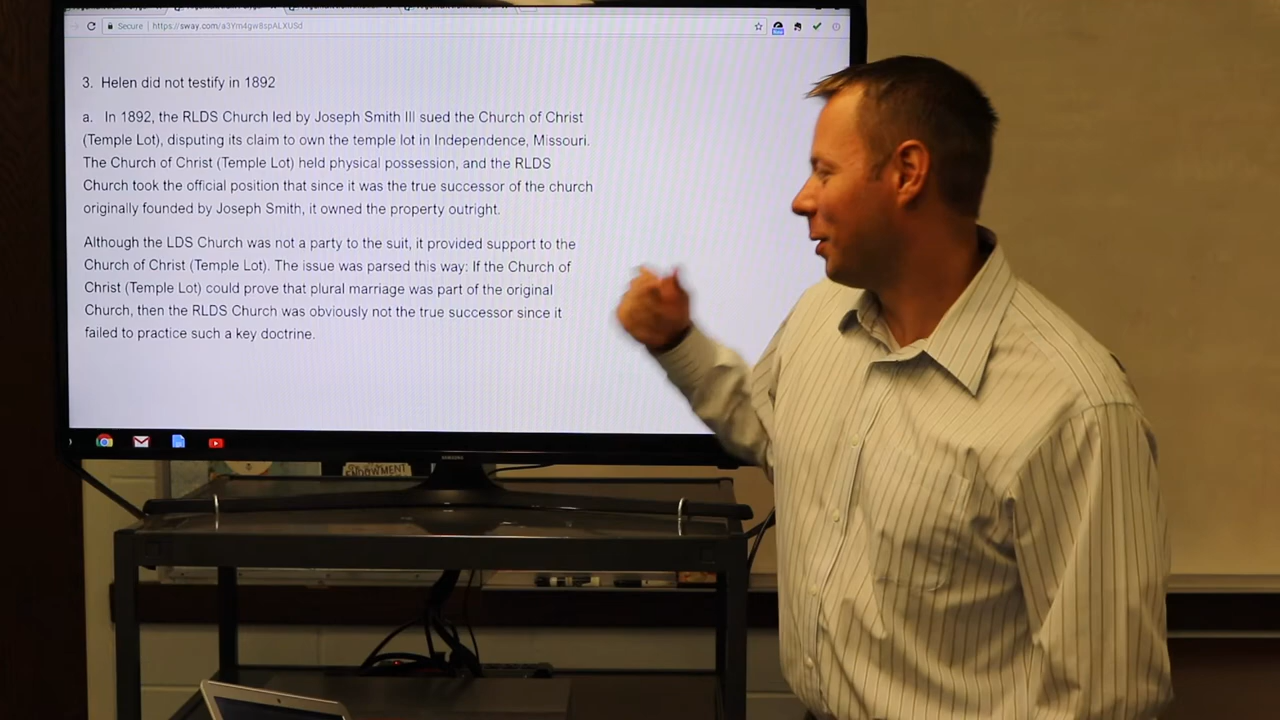 Secure https://sway.com/a3Ym4gw8spALXUSd
3. Helen did not testify in 1892
a. In 1892, the RLDS Church led by Joseph Smith III sued the Church of Christ
(Temple Lot), disputing its claim to own the temple lot in Independence, Missouri.
The Church of Christ (Temple Lot) held physical possession, and the RLDS
Church took the official position that since it was the true successor of the church
originally founded by Joseph Smith, it owned the property outright.
Although the LDS Church was not a party to the suit, it provided support to the
Church of Christ (Temple Lot). The issue was parsed this way: If the Church of
Christ (Temple Lot) could prove that plural marriage was part of the original
Church, then the RLDS Church was obviously not the true successor since it
failed to practice such a key doctrine.
SAMSUNG
ENDOWMENT